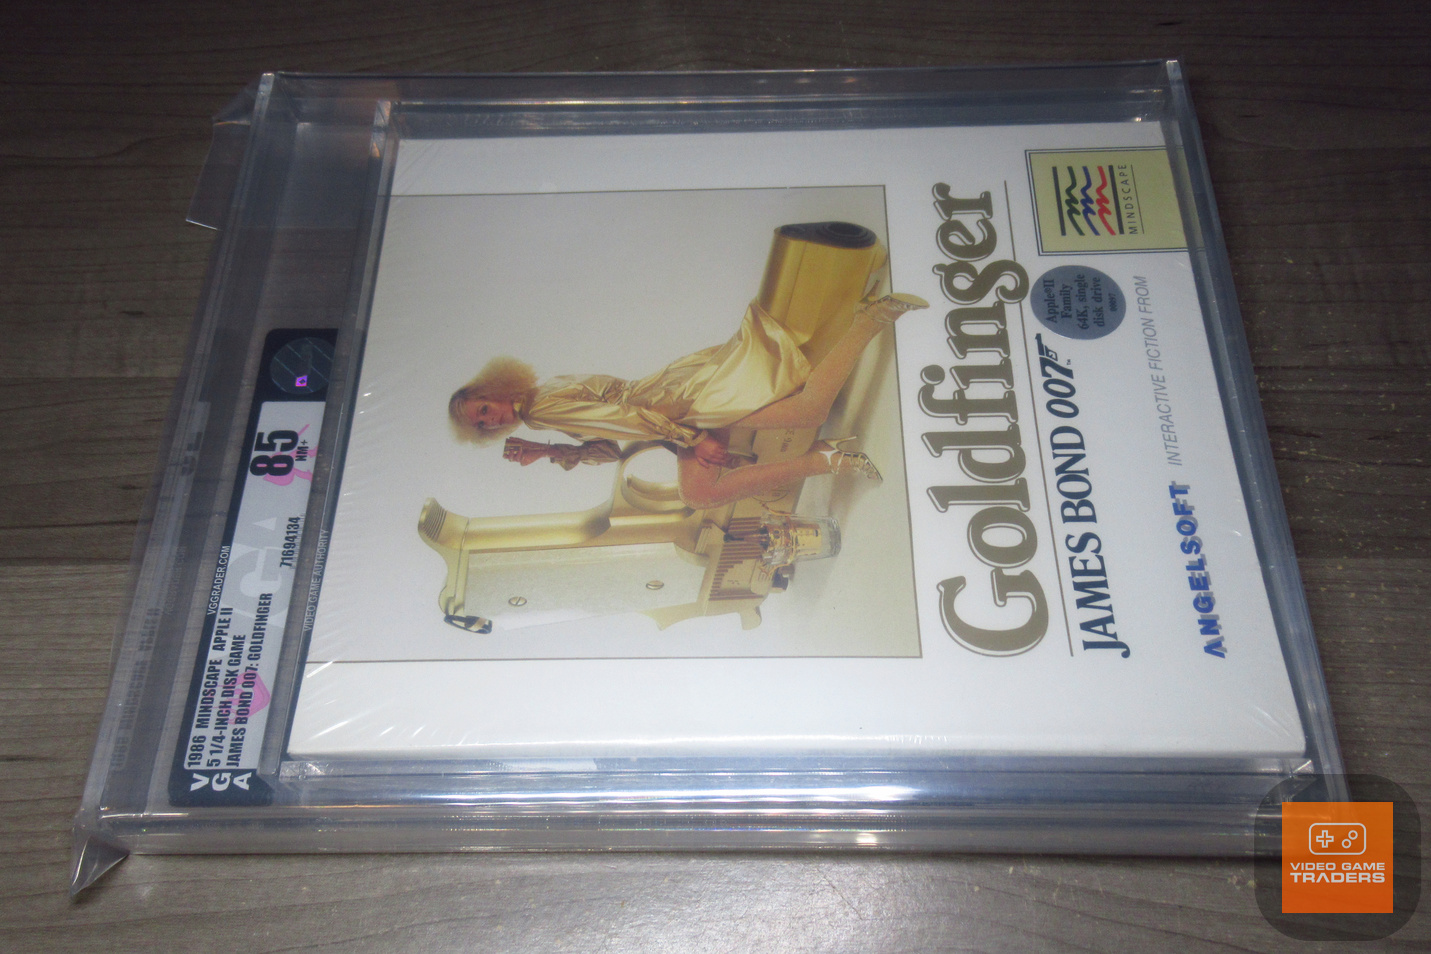 VGA
VGGRADER.COM
1986 MINDSCAPE APPLE II
5 1/4-INCH DISK GAME
JAMES BOND 007: GOLDFINGER
71694134
85
NM+
VIDEO GAME AUTHORITY
Goldfinger
JAMES BOND 007™
MINDSCAPE
Apple®II
Family
64K, single
disk drive
ANGELSOFT
INTERACTIVE FICTION FROM
VIDEO GAME
TRADERS